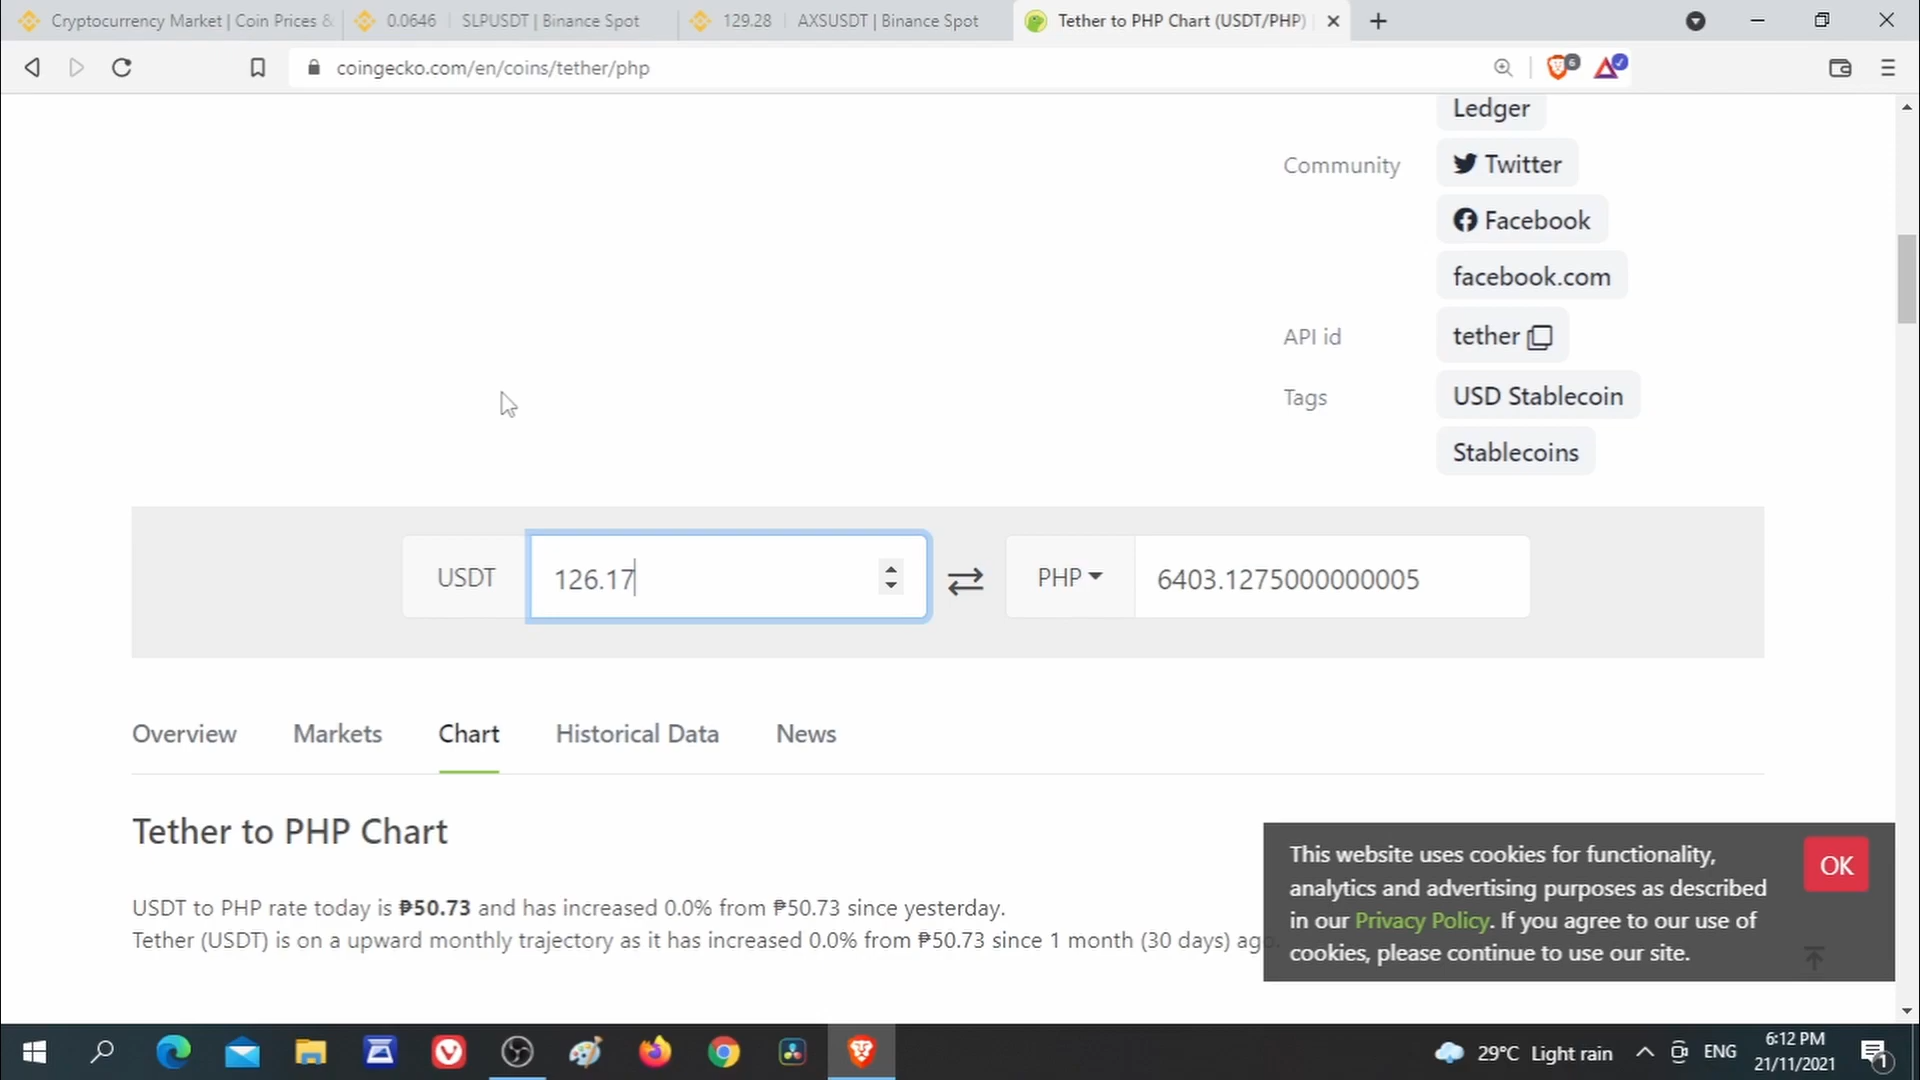 Cryptocurrency Market | Coin Prices &
0.0646 | SLPUSDT | Binance Spot
129.28 | AXSUSDT | Binance Spot
Tether to PHP Chart (USDT/PHP)
coingecko.com/en/coins/tether/php
6
Ledger
Community
Twitter
Facebook
facebook.com
API id
tether
Tags
USD Stablecoin
Stablecoins
USDT
126.17
PHP
6403.1275000000005
Overview
Markets
Chart
Historical Data
News
Tether to PHP Chart
USDT to PHP rate today is ₱50.73 and has increased 0.0% from ₱50.73 since yesterday.
Tether (USDT) is on a upward monthly trajectory as it has increased 0.0% from ₱50.73 since 1 month (30 days) ago.
This website uses cookies for functionality,
analytics and advertising purposes as described
in our Privacy Policy. If you agree to our use of
cookies, please continue to use our site.
OK
29°C Light rain
ENG
6:12 PM
21/11/2021
1